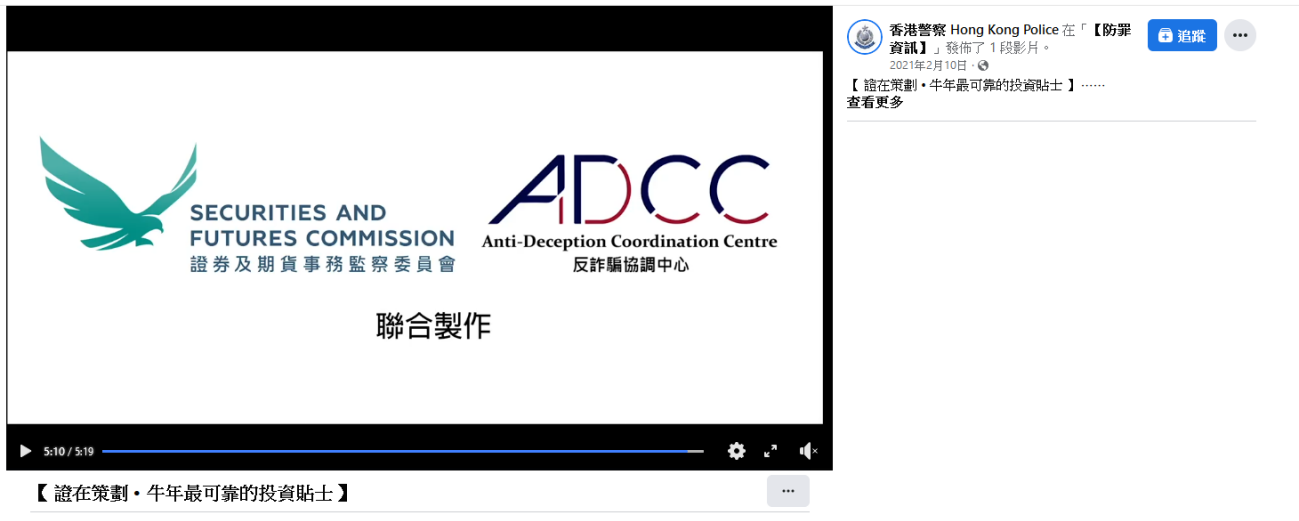 SECURITIES AND
FUTURES COMMISSION
證券及期貨事務監察委員會
ADCC
Anti-Deception Coordination Centre
反詐騙協調中心
聯合製作
5:10 / 5:19
【 證在策劃 • 牛年最可靠的投資貼士 】
香港警察 Hong Kong Police 在「【防罪
資訊】」發佈了 1 段影片。
追蹤
2021年2月10日 ·
【 證在策劃 • 牛年最可靠的投資貼士 】……
查看更多